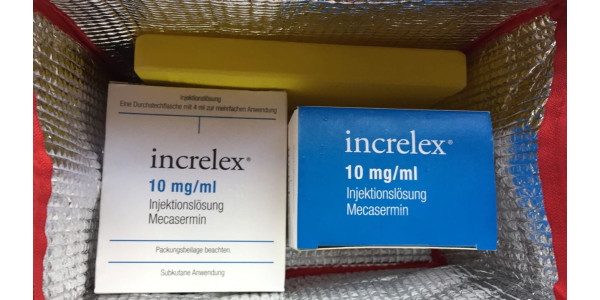 Injektionslösung
Eine Durchstechflasche mit 4 ml zur mehrfachen Anwendung
increlex®
10 mg/ml
Injektionslösung
Mecasermin
Packungsbeilage beachten.
Subkutane Anwendung
increlex®
10 mg/ml
Injektionslösung
Mecasermin